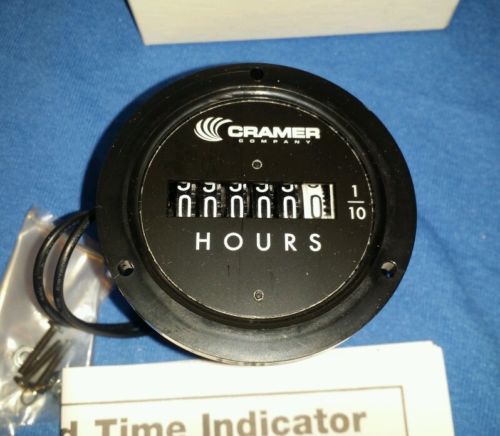 CRAMER
COMPANY
1
10
HOURS
Time Indicator